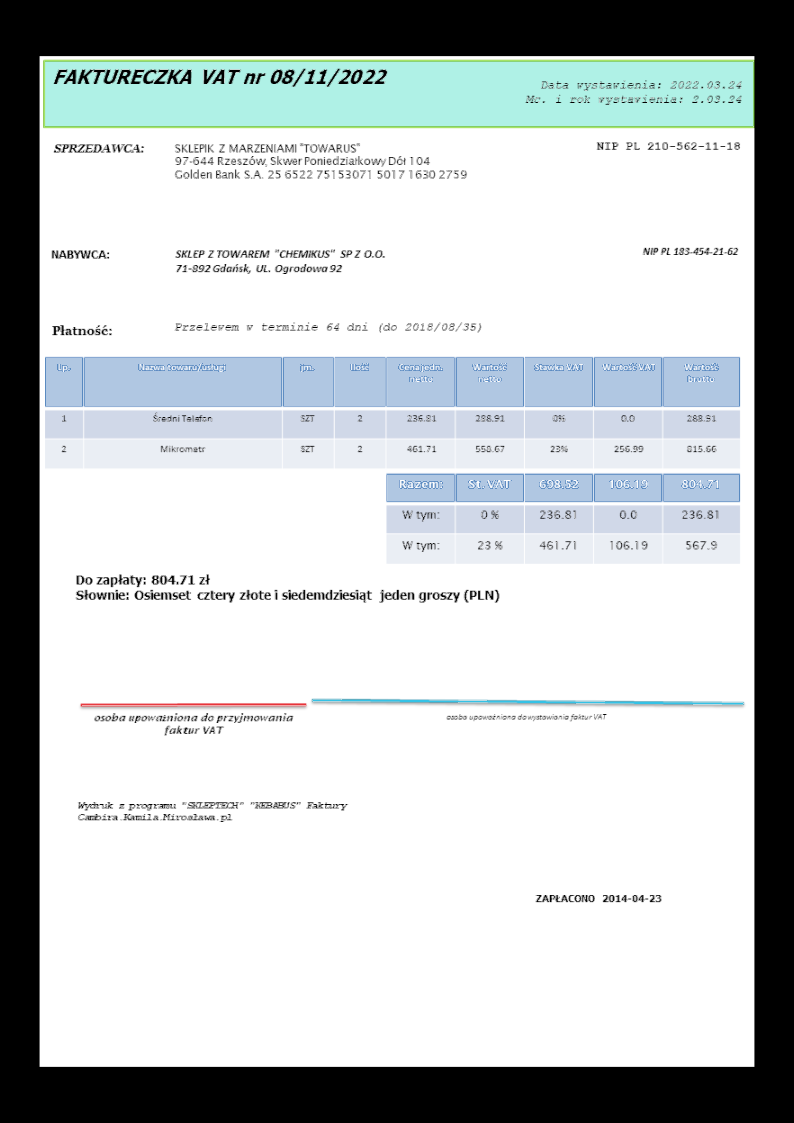 FAKTURECZKA VAT nr 08/11/2022
Data wystawienia: 2022.03.24
Mc. i rok wystawienia: 2.03.24
SPRZEDAWCA: SKLEPIK Z MARZENIAMI "TOWARUS" NIP PL 210-562-11-18
97-644 Rzeszów, Skwer Poniedziałkowy Dół 104
Golden Bank S.A. 25 6522 75153071 5017 1630 2759
NABYWCA: SKLEP Z TOWAREM "CHEMIKUS" SP Z O.O. NIP PL 183-454-21-62
71-892 Gdańsk, UL. Ogrodowa 92
Płatność: Przelewem w terminie 64 dni (do 2018/08/35)
Lp. Nazwa towaru/usługi jm. Ilość Cena jedn. netto Wartość netto Stawka VAT Wartość VAT Wartość brutto
1 Średni Telefon SZT 2 236.81 288.91 0% 0.0 288.91
2 Mikrometr SZT 2 461.71 558.67 23% 256.99 815.66
Razem: St. VAT 698.52 106.19 804.71
W tym: 0 % 236.81 0.0 236.81
W tym: 23 % 461.71 106.19 567.9
Do zapłaty: 804.71 zł
Słownie: Osiemset cztery złote i siedemdziesiąt jeden groszy (PLN)
osoba upoważniona do przyjmowania
faktur VAT
osoba upoważniona do wystawiania faktur VAT
Wydruk z programu "SKLEPTECH" "KEBABUS" Faktury
Cambira.Kamila.Mirosława.pl
ZAPŁACONO 2014-04-23